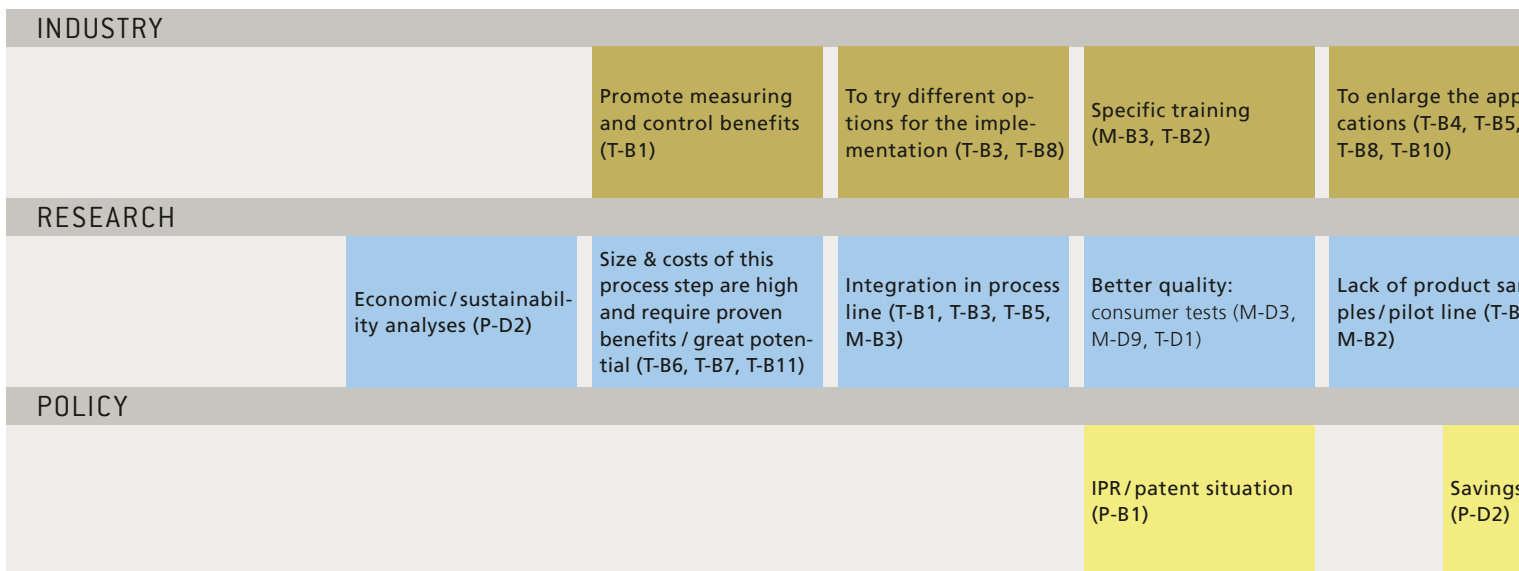 INDUSTRY
Promote measuring
and control benefits
(T-B1)
To try different op-
tions for the imple-
mentation (T-B3, T-B8)
Specific training
(M-B3, T-B2)
To enlarge the
cations (T-B4, T-B5,
T-B8, T-B10)
RESEARCH
Economic/sustainabil-
ity analyses (P-D2)
Size & costs of this
process step are high
and require proven
benefits / great poten-
tial (T-B6, T-B7, T-B11)
Integration in process
line (T-B1, T-B3, T-B5,
M-B3)
Better quality:
consumer tests (M-D3,
M-D9, T-D1)
Lack of product
ples/pilot line
M-B2)
POLICY
IPR/patent situation
(P-B1)
Savings
(P-D2)